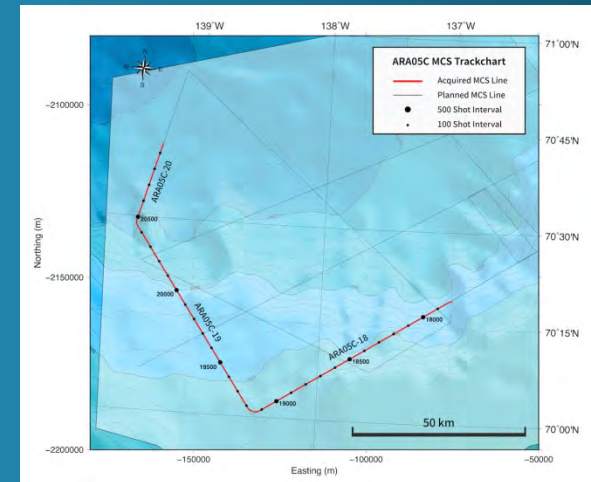 139°W
138°W
137°W
ARA05C MCS Trackchart
Acquired MCS Line
Planned MCS Line
500 Shot Interval
100 Shot Interval
71°00'N
70°45'N
70°30'N
70°15'N
70°00'N
−2100000
−2150000
−2200000
Northing (m)
N
ARA05C-20
20500
20000
ARA05C-19
19500
ARA05C-18
18000
18500
19000
50 km
−150000
−100000
−50000
Easting (m)